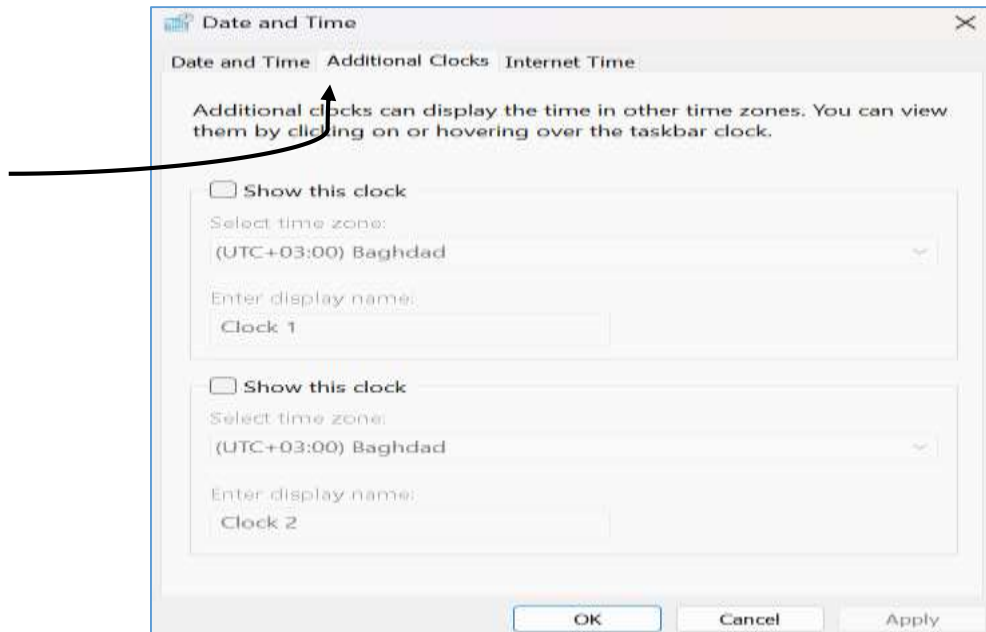 Date and Time
Date and Time Additional Clocks Internet Time
Additional clocks can display the time in other time zones. You can view
them by clicking on or hovering over the taskbar clock.
Show this clock
Select time zone:
(UTC+03:00) Baghdad
Enter display name:
Clock 1
Show this clock
Select time zone:
(UTC+03:00) Baghdad
Enter display name:
Clock 2
OK Cancel Apply